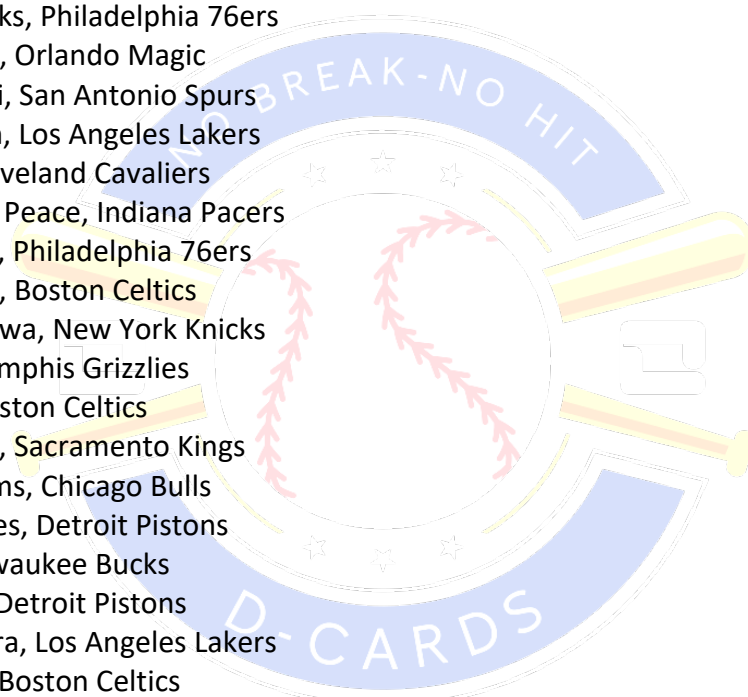 ks, Philadelphia 76ers
, Orlando Magic
i, San Antonio Spurs
, Los Angeles Lakers
veland Cavaliers
Peace, Indiana Pacers
, Philadelphia 76ers
, Boston Celtics
wa, New York Knicks
mphis Grizzlies
ston Celtics
, Sacramento Kings
ms, Chicago Bulls
es, Detroit Pistons
waukee Bucks
Detroit Pistons
ra, Los Angeles Lakers
Boston Celtics
NO BREAK-NO HIT
D-CARDS